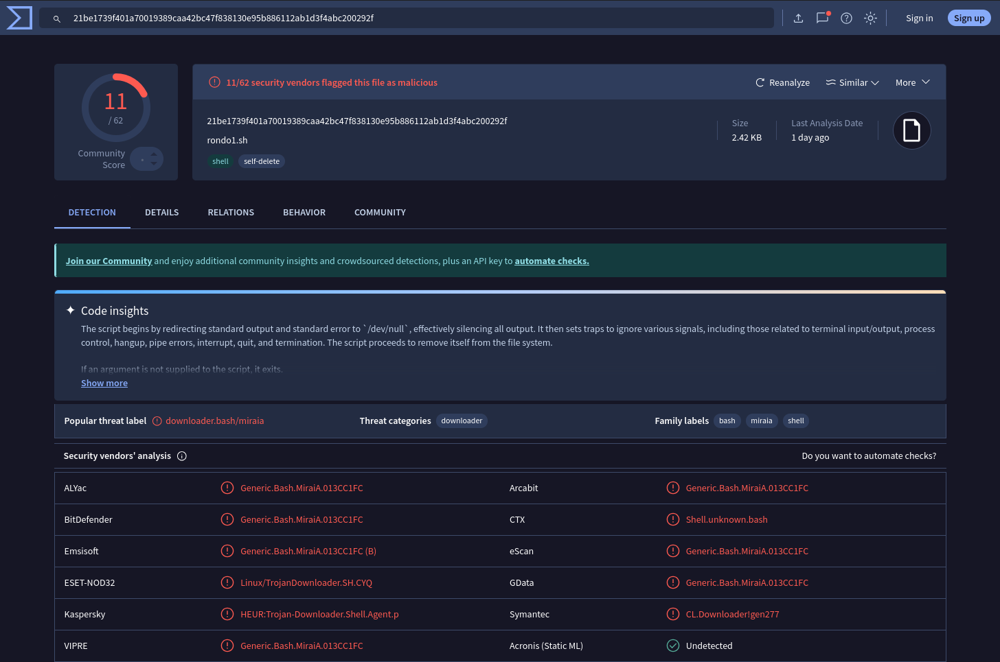 21be1739f401a70019389caa42bc47f838130e95b886112ab1d3f4abc200292f
Sign in
Sign up
11
/ 62
Community
Score
11/62 security vendors flagged this file as malicious
Reanalyze
Similar
More
21be1739f401a70019389caa42bc47f838130e95b886112ab1d3f4abc200292f
rondo1.sh
shell
self-delete
Size
2.42 KB
Last Analysis Date
1 day ago
DETECTION
DETAILS
RELATIONS
BEHAVIOR
COMMUNITY
Join our Community and enjoy additional community insights and crowdsourced detections, plus an API key to automate checks.
Code insights
The script begins by redirecting standard output and standard error to `/dev/null`, effectively silencing all output. It then sets traps to ignore various signals, including those related to terminal input/output, process
control, hangup, pipe errors, interrupt, quit, and termination. The script proceeds to remove itself from the file system.
If an argument is not supplied to the script, it exits.
Show more
Popular threat label
downloader.bash/miraia
Threat categories
downloader
Family labels
bash
miraia
shell
Security vendors' analysis
Do you want to automate checks?
ALYac
Generic.Bash.MiraiA.013CC1FC
Arcabit
Generic.Bash.MiraiA.013CC1FC
BitDefender
Generic.Bash.MiraiA.013CC1FC
CTX
Shell.unknown.bash
Emsisoft
Generic.Bash.MiraiA.013CC1FC (B)
eScan
Generic.Bash.MiraiA.013CC1FC
ESET-NOD32
Linux/TrojanDownloader.SH.CYQ
GData
Generic.Bash.MiraiA.013CC1FC
Kaspersky
HEUR:Trojan-Downloader.Shell.Agent.p
Symantec
CL.Downloader!gen277
VIPRE
Generic.Bash.MiraiA.013CC1FC
Acronis (Static ML)
Undetected